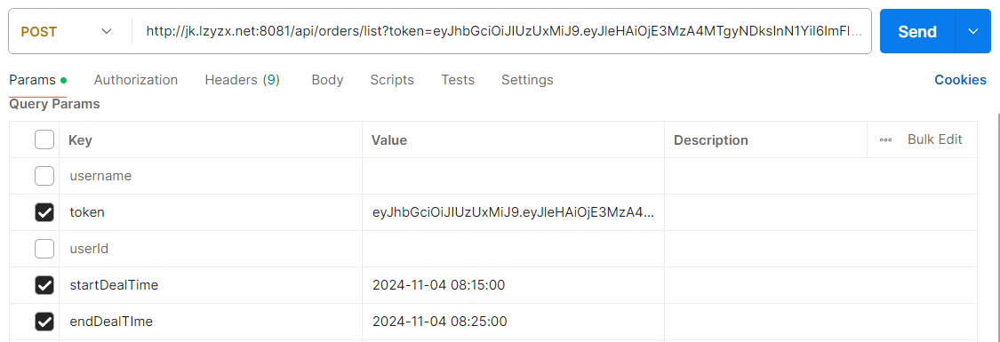 POST http://jk.lzyzx.net:8081/api/orders/list?token=eyJhbGciOiJIUzUxMiJ9.eyJleHAiOjE3MzA4MTgyNDksInN1YiI6ImFl... Send
Params Authorization Headers (9) Body Scripts Tests Settings Cookies
Query Params
Key Value Description Bulk Edit
username
token eyJhbGciOiJIUzUxMiJ9.eyJleHAiOjE3MzA4...
userId
startDealTime 2024-11-04 08:15:00
endDealTIme 2024-11-04 08:25:00